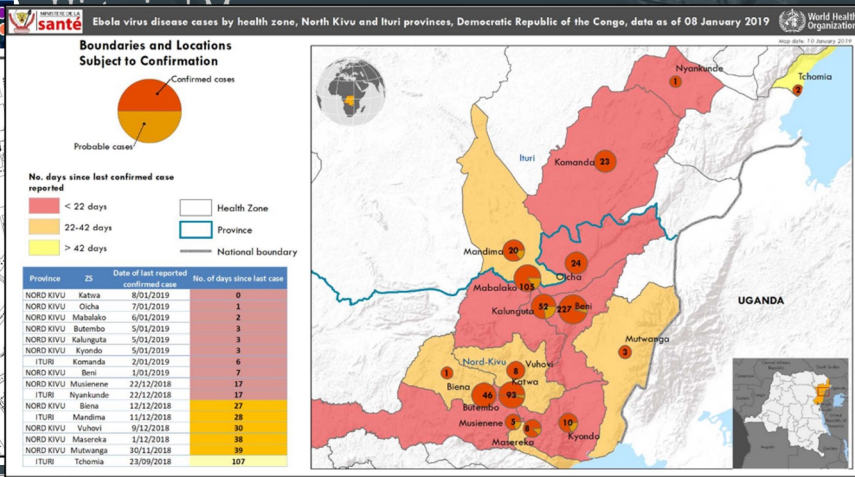 MINISTERE DE LA
santé
Ebola virus disease cases by health zone, North Kivu and Ituri provinces, Democratic Republic of the Congo, data as of 08 January 2019
World Health
Organization
Map date: 10 January 2019
Boundaries and Locations
Subject to Confirmation
Confirmed cases
Probable cases
No. days since last confirmed case
reported
< 22 days
22-42 days
> 42 days
Health Zone
Province
National boundary
Province ZS Date of last reported confirmed case No. of days since last case
NORD KIVU Katwa 8/01/2019 0
NORD KIVU Oicha 7/01/2019 1
NORD KIVU Mabalako 6/01/2019 2
NORD KIVU Butembo 5/01/2019 3
NORD KIVU Kalunguta 5/01/2019 3
NORD KIVU Kyondo 5/01/2019 3
ITURI Komanda 2/01/2019 6
NORD KIVU Beni 1/01/2019 7
NORD KIVU Musienene 22/12/2018 17
ITURI Nyankunde 22/12/2018 17
NORD KIVU Biena 12/12/2018 27
ITURI Mandima 11/12/2018 28
NORD KIVU Vuhovi 9/12/2018 30
NORD KIVU Masereka 1/12/2018 38
NORD KIVU Mutwanga 30/11/2018 39
ITURI Tchomia 23/09/2018 107
Nyankunde
1
Tchomia
2
Ituri
Komanda 23
Mandima 20
24
Oicha
Mabalako 105
Kalunguta 52
227 Beni
UGANDA
Mutwanga
3
Nord-Kivu
Vuhovi
8
1
Biena
Katwa
46
93
Butembo
Musienene 5
8
Masereka
10
Kyondo